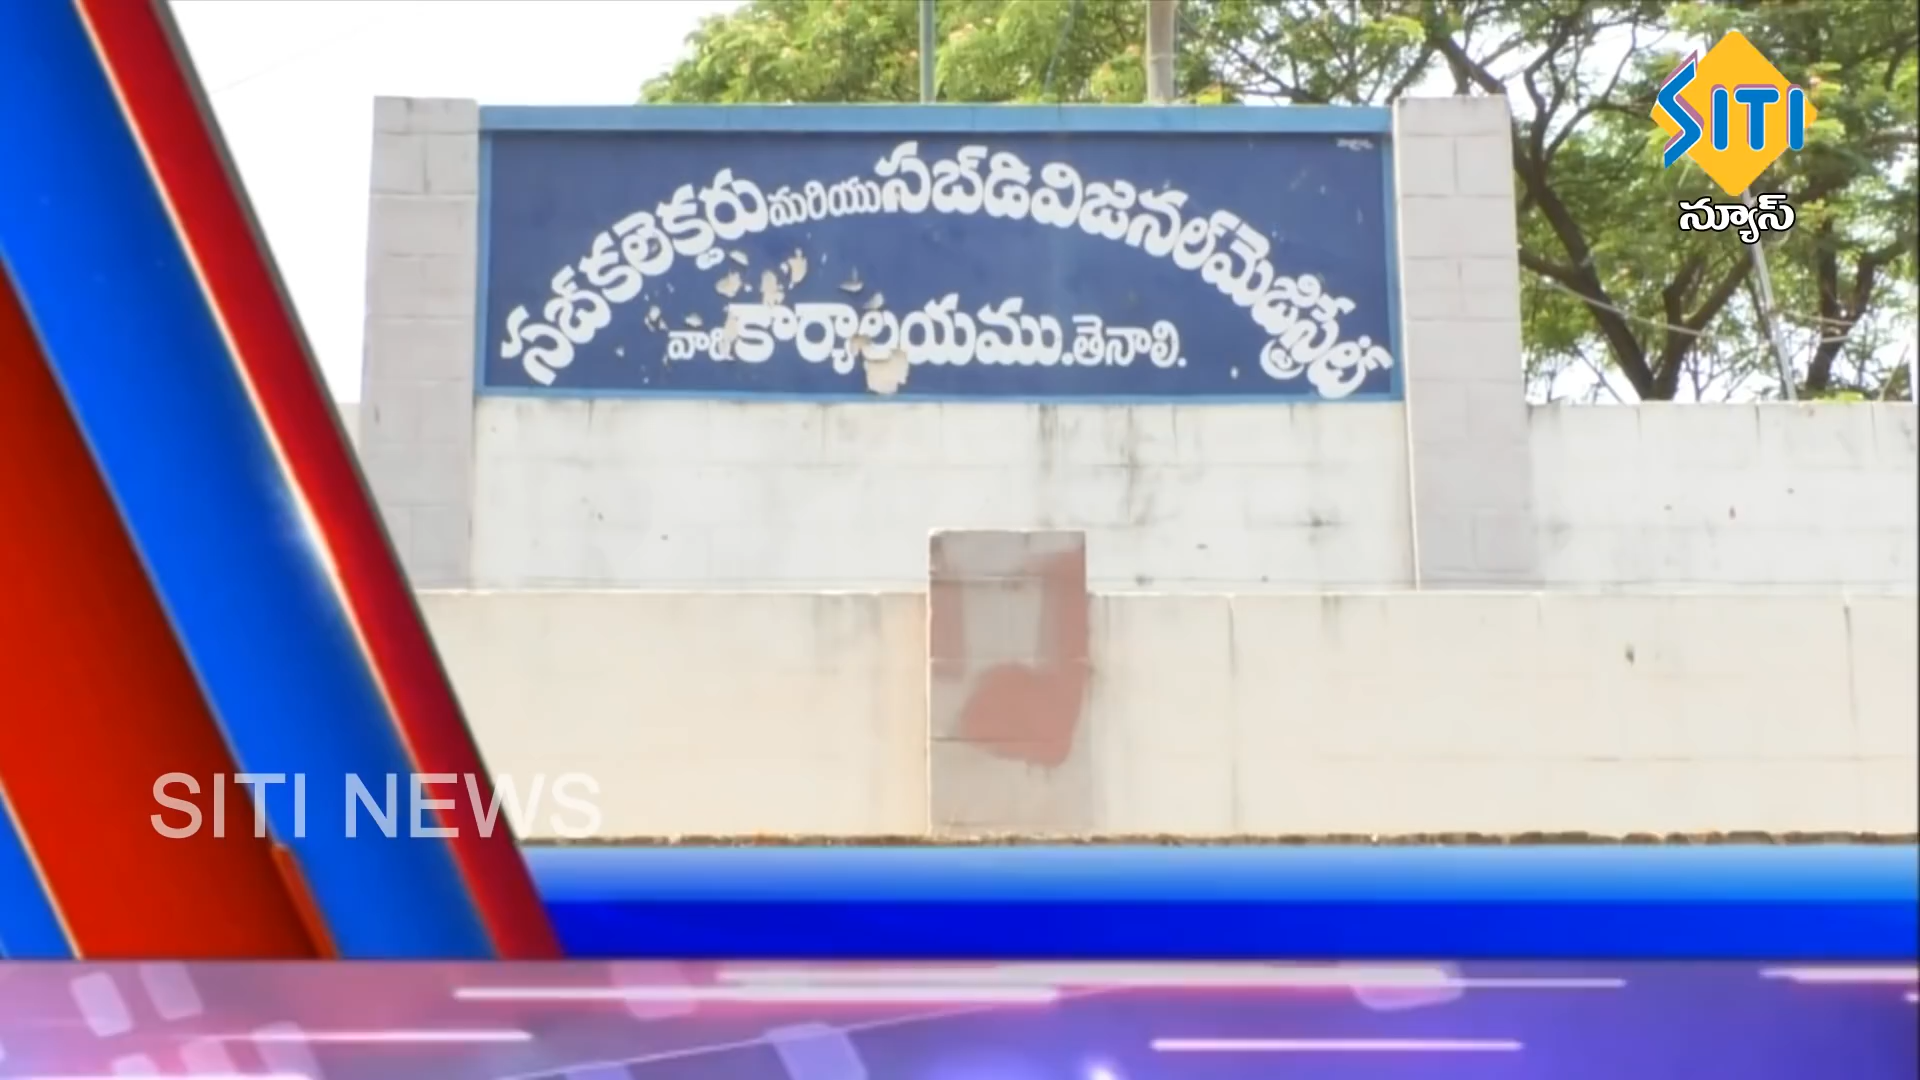 సబ్ కలెక్టరు మరియు సబ్ డివిజనల్ మెజిస్ట్రేట్
వారి కార్యాలయము. తెనాలి.
SITI
న్యూస్
SITI NEWS